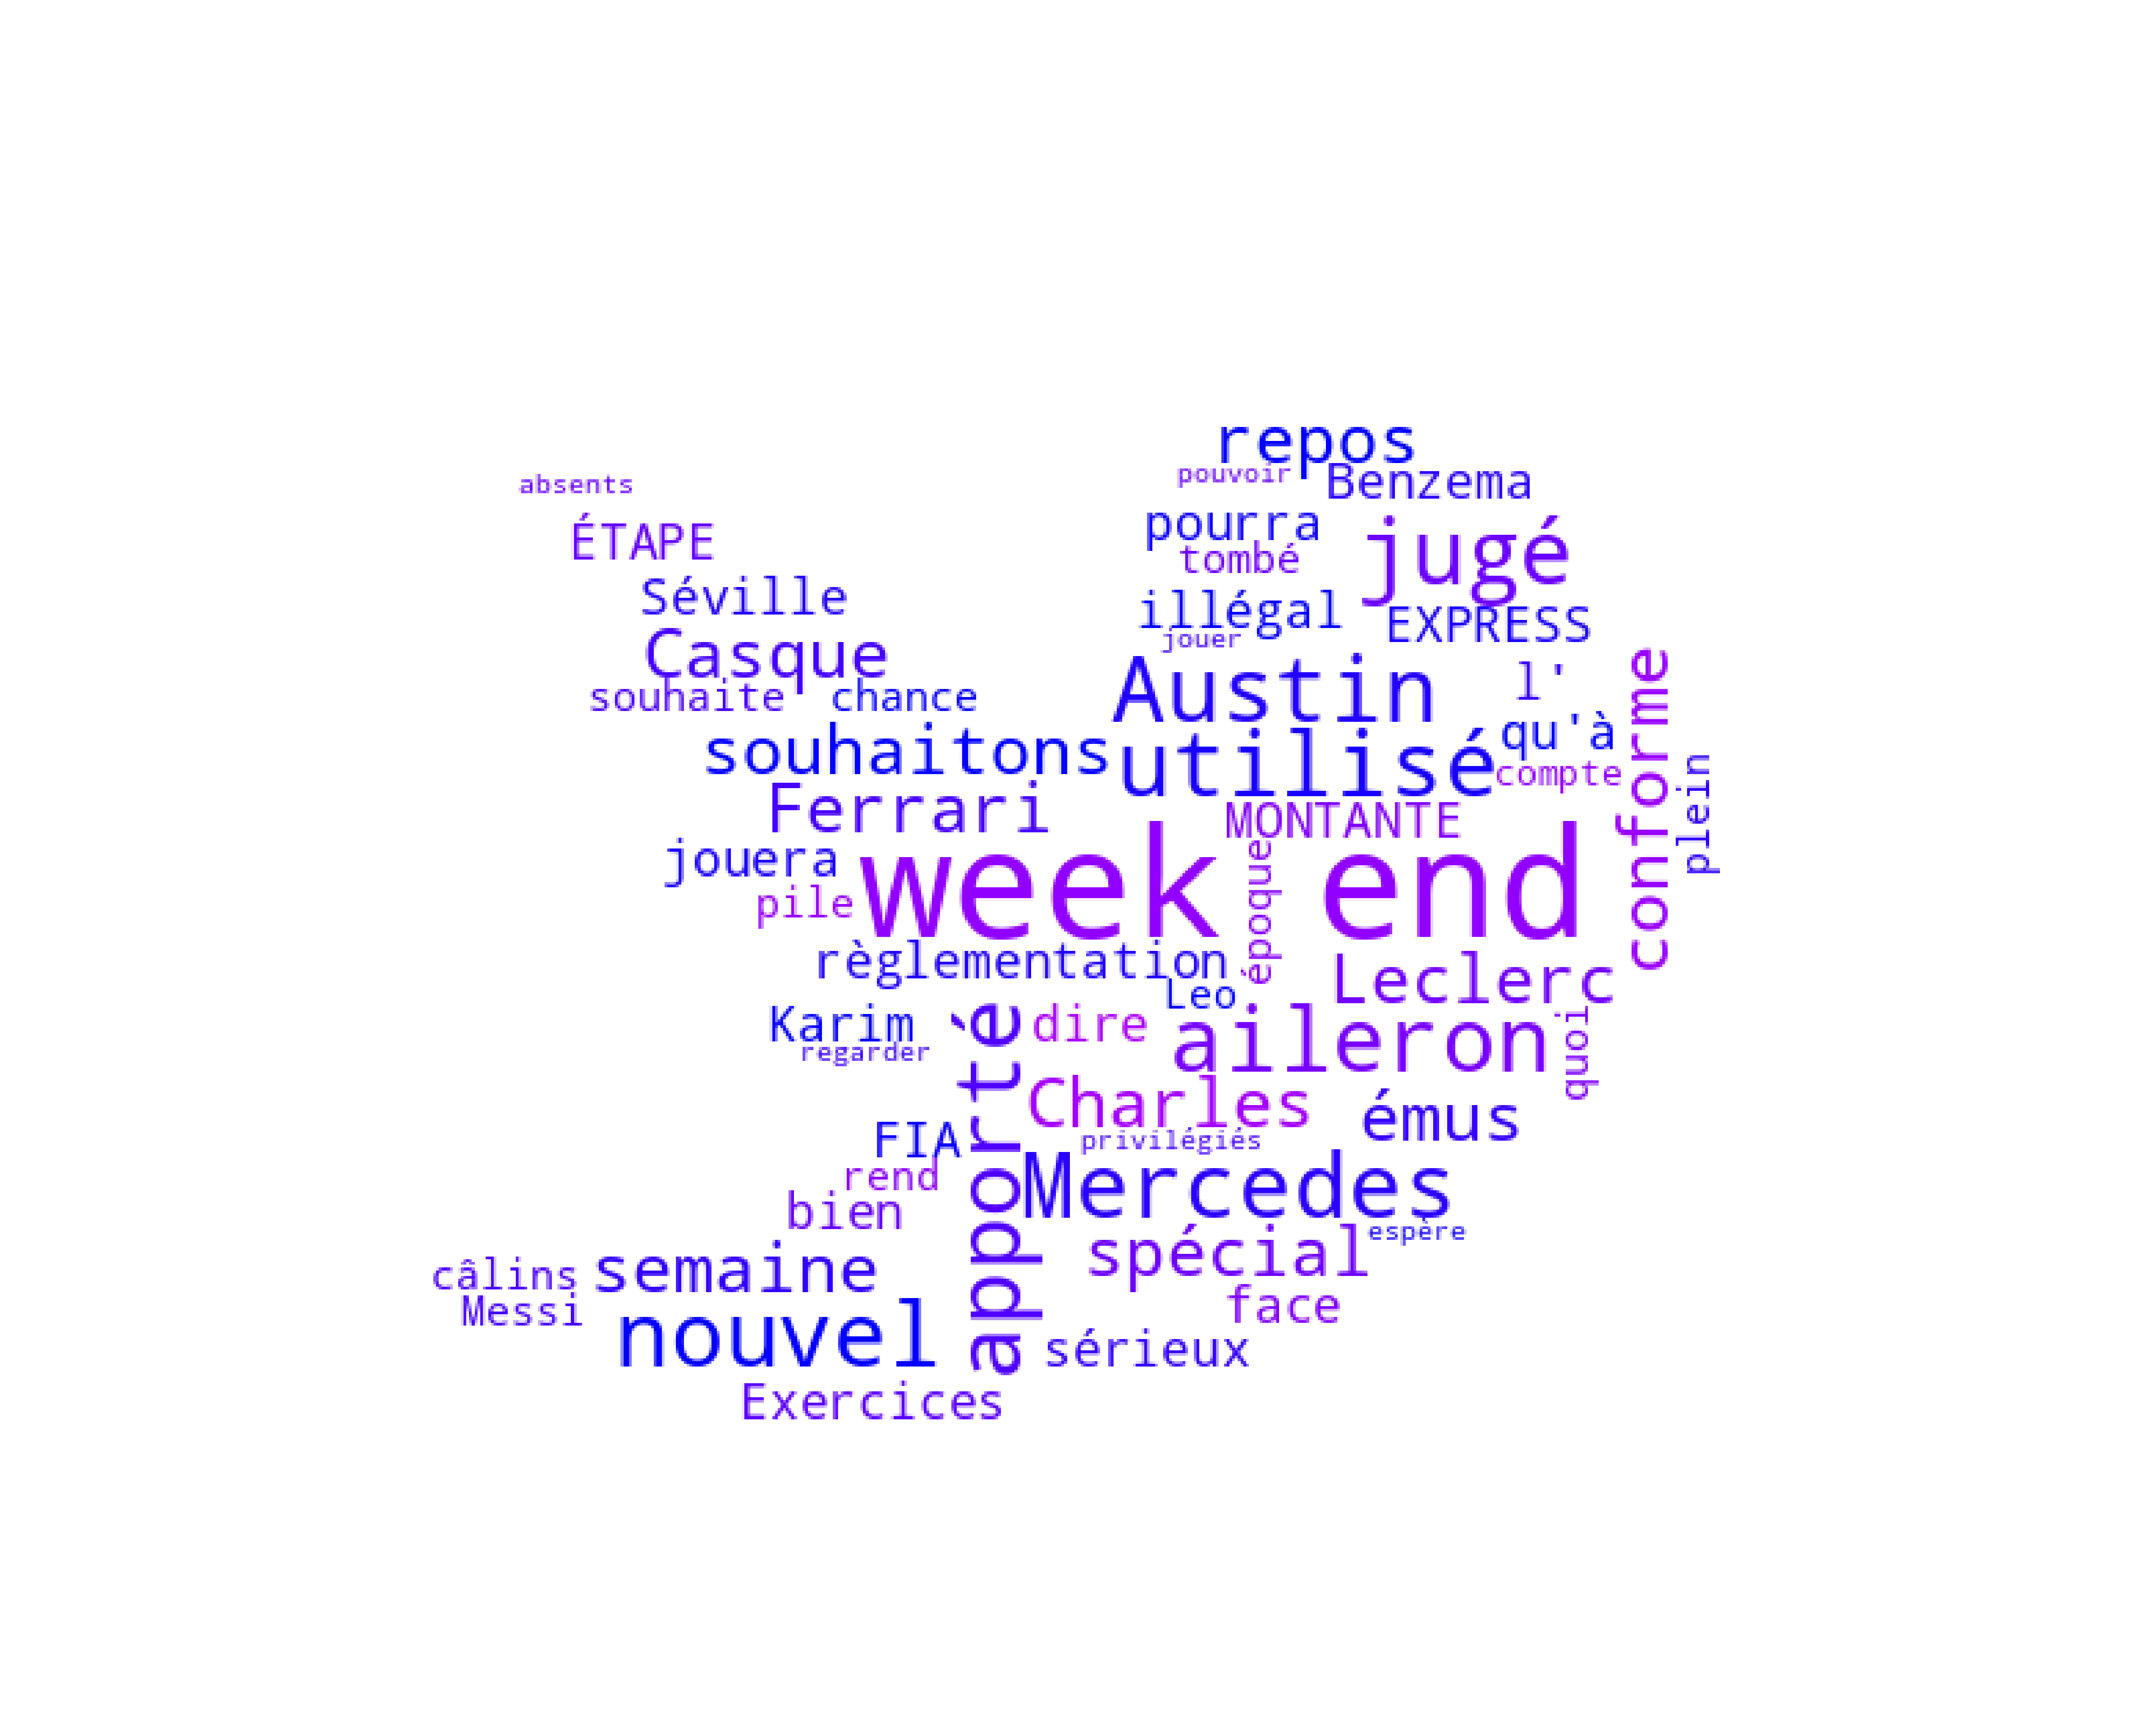 repos
pouvoir
Benzema
absents
pourra
ÉTAPE
tombé
jugé
Séville
illégal
EXPRESS
jouer
Casque
souhaite
chance
Austin
l'
conforme
souhaitons
utilisé
qu'à
compte
plein
Ferrari
MONTANTE
jouera
week end
pile
époque
règlementation
Leo
Leclerc
Karim
dire
aileron
quoi
regarder
apporté
Charles
émus
FIA
privilégiés
rend
Mercedes
bien
espère
câlins
semaine
spécial
Messi
face
nouvel
sérieux
Exercices